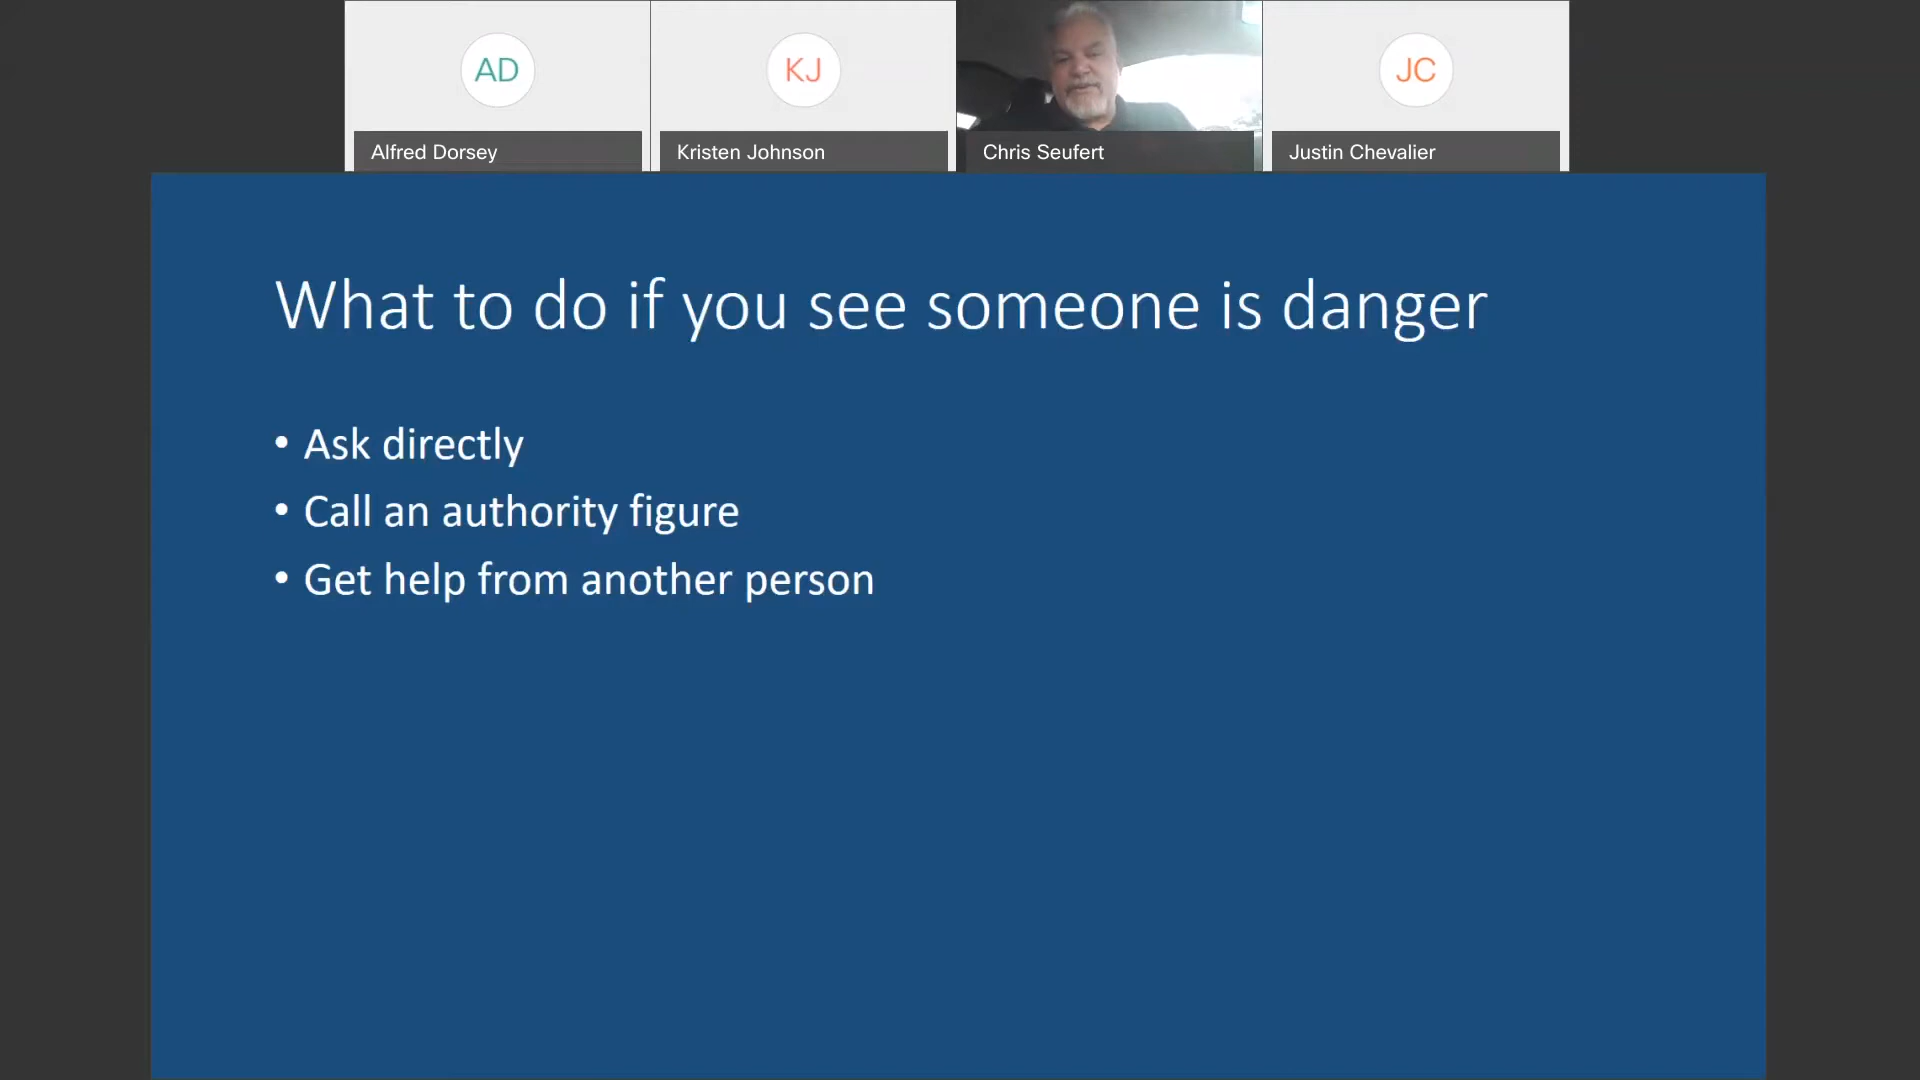 AD
KJ
JC
Alfred Dorsey
Kristen Johnson
Chris Seufert
Justin Chevalier
What to do if you see someone is danger
• Ask directly
• Call an authority figure
• Get help from another person